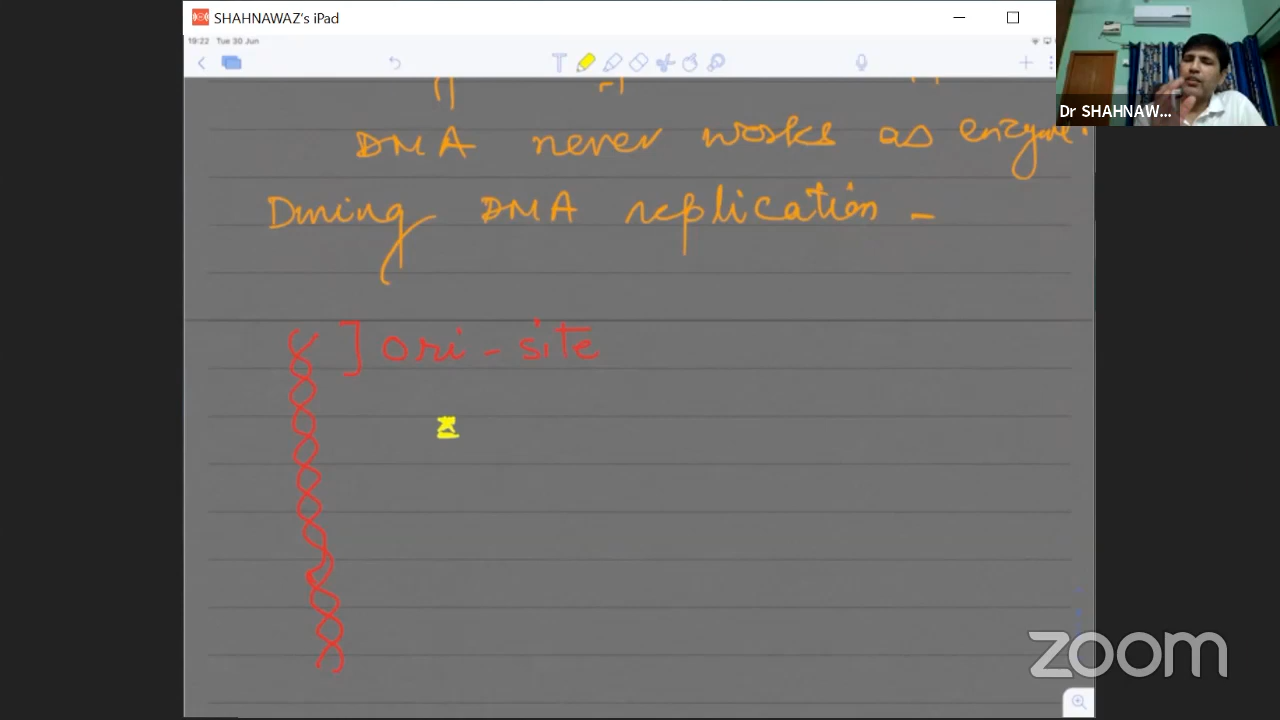 SHAHNAWAZ's iPad
19:22 Tue 30 Jun
Dr SHAHNAW...
DNA never works as enzyme.
During DNA replication -
] Ori - site
zoom